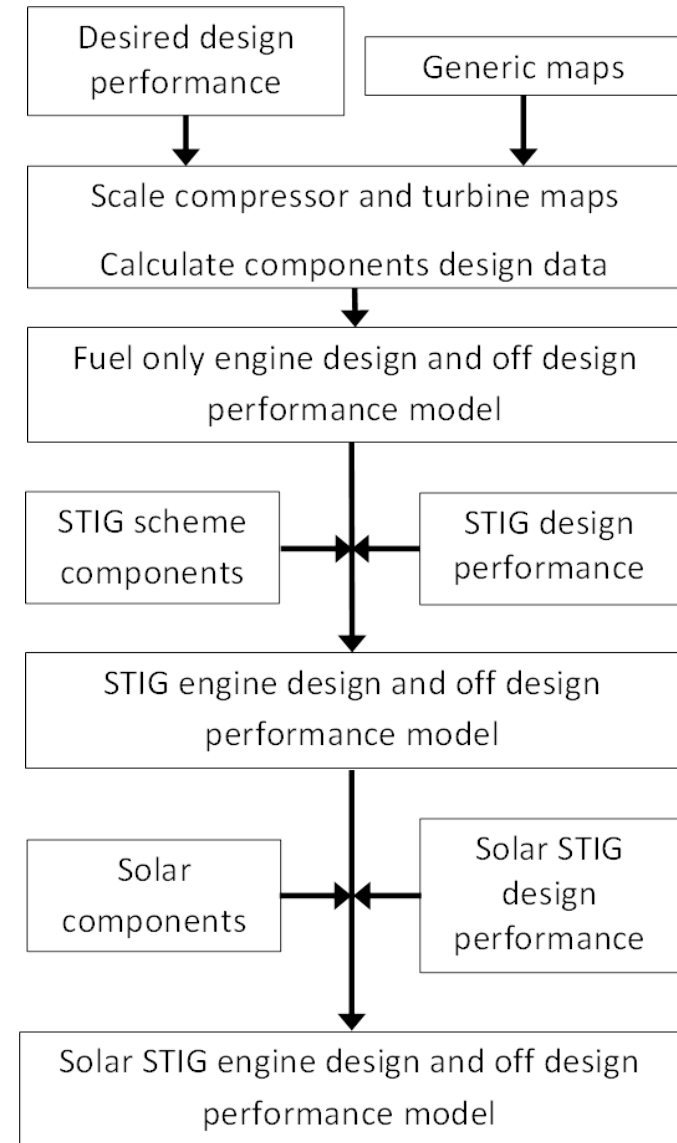 Desired design
performance
Generic maps
Scale compressor and turbine maps
Calculate components design data
Fuel only engine design and off design
performance model
STIG scheme
components
STIG design
performance
STIG engine design and off design
performance model
Solar
components
Solar STIG
design
performance
Solar STIG engine design and off design
performance model